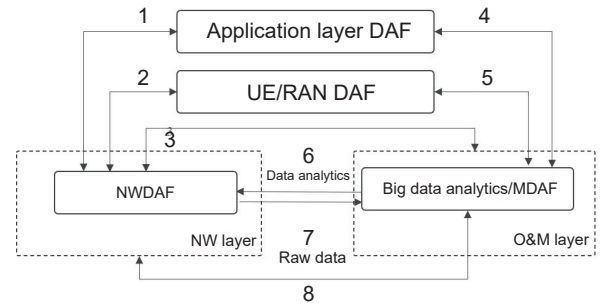 1
Application layer DAF
4
2
UE/RAN DAF
5
3
6
Data analytics
NWDAF
Big data analytics/MDAF
NW layer
7
Raw data
O&M layer
8